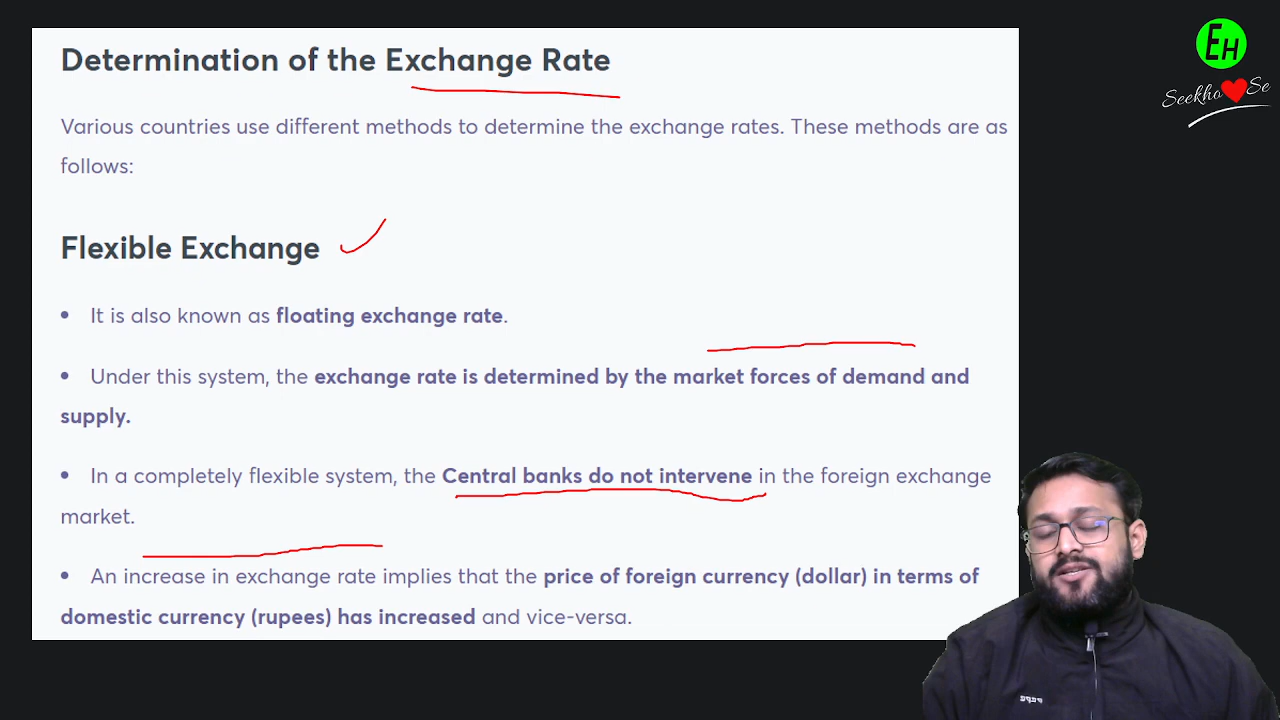 Determination of the Exchange Rate
Various countries use different methods to determine the exchange rates. These methods are as
follows:
Flexible Exchange
• It is also known as floating exchange rate.
• Under this system, the exchange rate is determined by the market forces of demand and
supply.
• In a completely flexible system, the Central banks do not intervene in the foreign exchange
market.
• An increase in exchange rate implies that the price of foreign currency (dollar) in terms of
domestic currency (rupees) has increased and vice-versa.
EH
Seekho ❤ Se